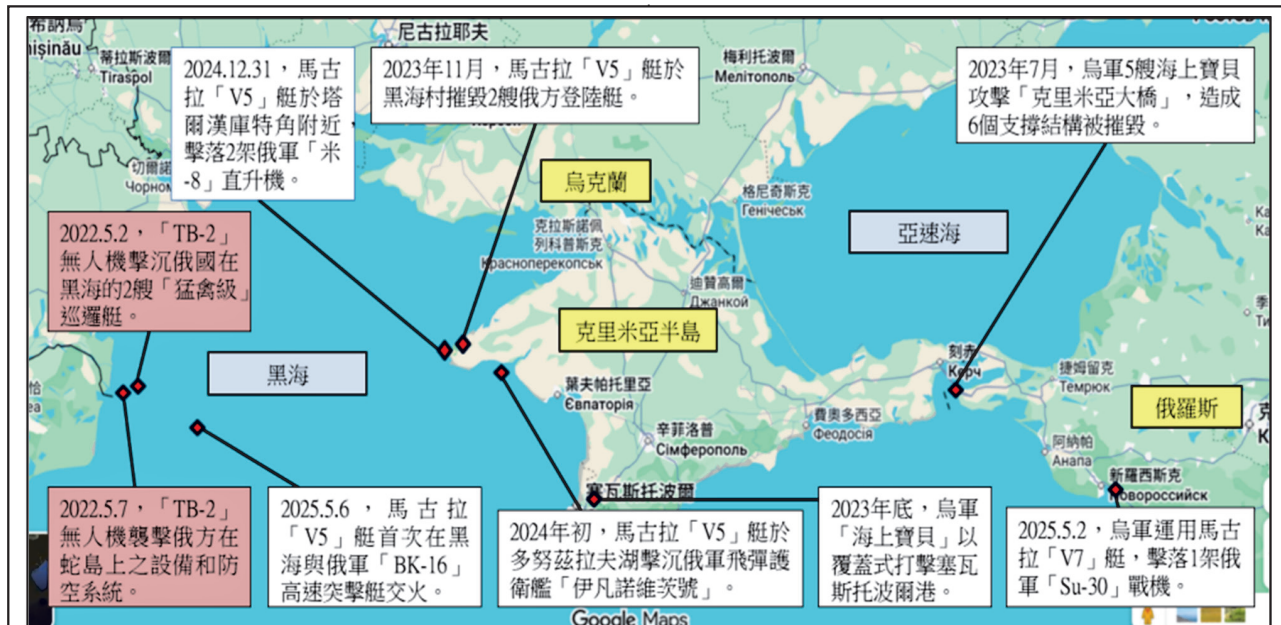 尼古拉耶夫
蒂拉斯波爾
Tiraspol
梅利托波爾
Мелітополь
2024.12.31，馬古
拉「V5」艇於塔
爾漢庫特角附近，
擊落2架俄軍「米
-8」直升機。
2023年11月，馬古拉「V5」艇於
黑海村摧毀2艘俄方登陸艇。
2023年7月，烏軍5艘海上寶貝
攻擊「克里米亞大橋」，造成
6個支撐結構被摧毀。
烏克蘭
格尼奇斯克
Генічеськ
克拉斯諾佩
列科普斯克
Красноперекопськ
亞速海
2022.5.2，「TB-2」
無人機擊沉俄國在
黑海的2艘「猛禽級」
巡邏艇。
迪贊高爾
Джанкой
克里米亞半島
黑海
刻赤
Керч
捷姆留克
Темрюк
俄羅斯
葉夫帕托里亞
Євпаторія
費奧多西亞
Феодосія
辛菲洛普
Сімферополь
阿納帕
Анапа
新羅西斯克
Новороссийск
塞瓦斯托波爾
2022.5.7，「TB-2」
無人機襲擊俄方在
蛇島上之設備和防
空系統。
2025.5.6，馬古拉
「V5」艇首次在黑
海與俄軍「BK-16」
高速突擊艇交火。
2024年初，馬古拉「V5」艇於
多努茲拉夫湖擊沉俄軍飛彈護
衛艦「伊凡諾維茨號」。
2023年底，烏軍
「海上寶貝」以
覆蓋式打擊塞瓦
斯托波爾港。
2025.5.2，烏軍運用馬古
拉「V7」艇，擊落1架俄
軍「Su-30」戰機。
Google Maps